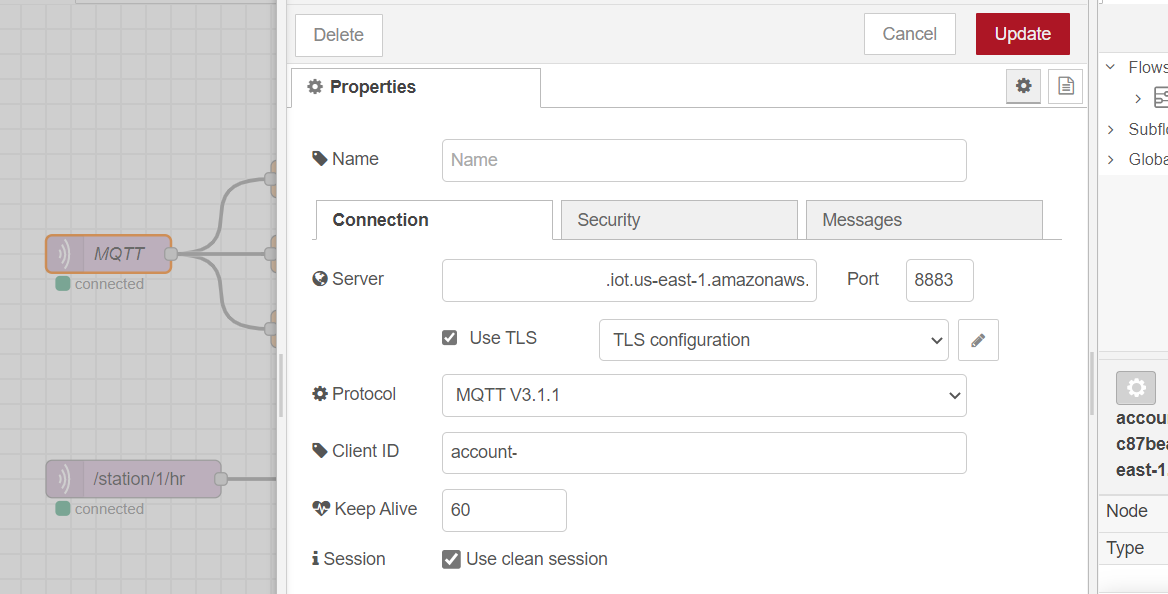 Delete
Cancel
Update
Properties
Name
Name
Connection
Security
Messages
Server
.iot.us-east-1.amazonaws.
Port
8883
Use TLS
TLS configuration
Protocol
MQTT V3.1.1
Client ID
account-
Keep Alive
60
Session
Use clean session
MQTT
connected
/station/1/hr
connected
Flows
Subfl
Globa
accou
c87bea
east-1.
Node
Type